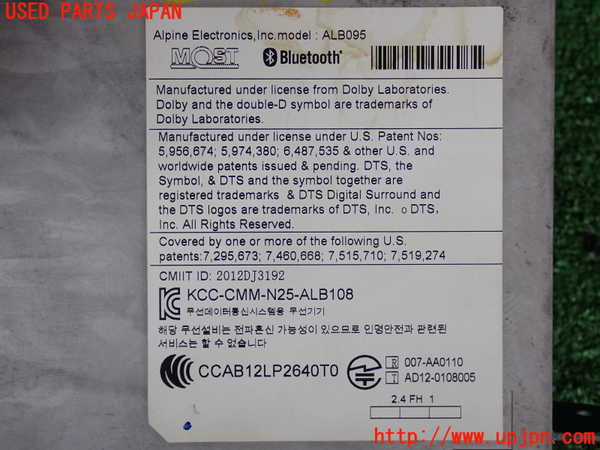 USED PARTS JAPAN
Alpine Electronics,Inc.model : ALB095
MOST Bluetooth
Manufactured under license from Dolby Laboratories.
Dolby and the double-D symbol are trademarks of
Dolby Laboratories.
Manufactured under license under U.S. Patent Nos:
5,956,674; 5,974,380; 6,487,535 & other U.S. and
worldwide patents issued & pending. DTS, the
Symbol, & DTS and the symbol together are
registered trademarks & DTS Digital Surround and
the DTS logos are trademarks of DTS, Inc. o DTS,
Inc. All Rights Reserved.
Covered by one or more of the following U.S.
patents:7,295,673; 7,460,668; 7,515,710; 7,519,274
CMIIT ID: 2012DJ3192
KCC-CMM-N25-ALB108
무선데이터통신시스템용 무선기기
해당 무선설비는 전파혼신 가능성이 있으므로 인명안전과 관련된
서비스는 할 수 없습니다
CCAB12LP2640T0
R 007-AA0110
T AD12-0108005
2.4 FH 1
http://www.upjpn.com